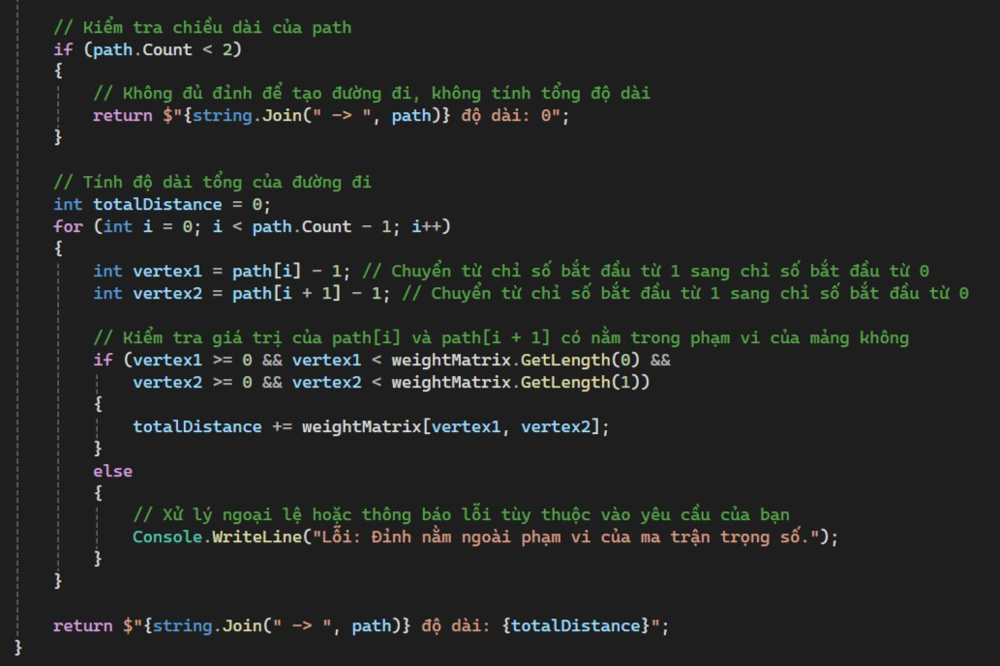 // Kiểm tra chiều dài của path
if (path.Count < 2)
{
// Không đủ đỉnh để tạo đường đi, không tính tổng độ dài
return $"{string.Join(" -> ", path)} độ dài: 0";
}
// Tính độ dài tổng của đường đi
int totalDistance = 0;
for (int i = 0; i < path.Count - 1; i++)
{
int vertex1 = path[i] - 1; // Chuyển từ chỉ số bắt đầu từ 1 sang chỉ số bắt đầu từ 0
int vertex2 = path[i + 1] - 1; // Chuyển từ chỉ số bắt đầu từ 1 sang chỉ số bắt đầu từ 0
// Kiểm tra giá trị của path[i] và path[i + 1] có nằm trong phạm vi của mảng không
if (vertex1 >= 0 && vertex1 < weightMatrix.GetLength(0) &&
vertex2 >= 0 && vertex2 < weightMatrix.GetLength(1))
{
totalDistance += weightMatrix[vertex1, vertex2];
}
else
{
// Xử lý ngoại lệ hoặc thông báo lỗi tùy thuộc vào yêu cầu của bạn
Console.WriteLine("Lỗi: Đỉnh nằm ngoài phạm vi của ma trận trọng số.");
}
}
return $"{string.Join(" -> ", path)} độ dài: {totalDistance}";
}